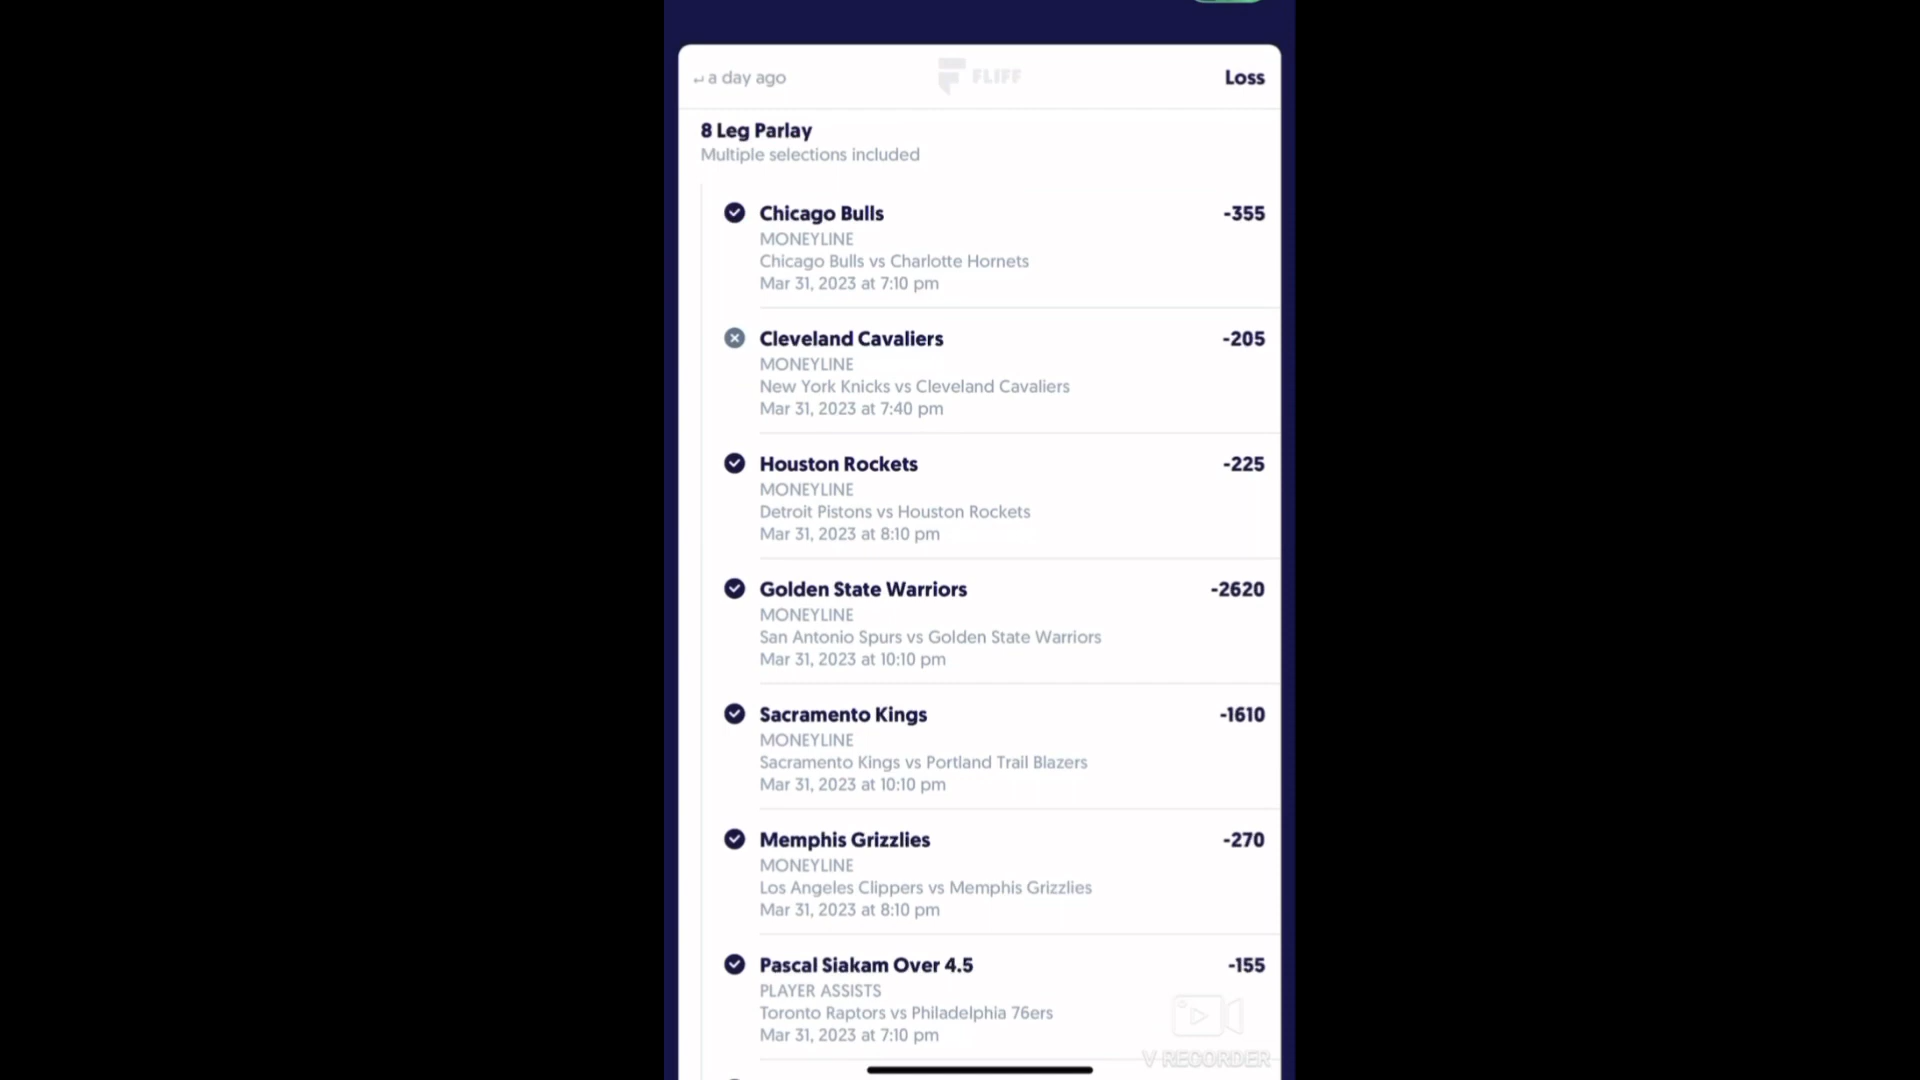 a day ago
FLIFF
Loss
8 Leg Parlay
Multiple selections included
Chicago Bulls -355
MONEYLINE
Chicago Bulls vs Charlotte Hornets
Mar 31, 2023 at 7:10 pm
Cleveland Cavaliers -205
MONEYLINE
New York Knicks vs Cleveland Cavaliers
Mar 31, 2023 at 7:40 pm
Houston Rockets -225
MONEYLINE
Detroit Pistons vs Houston Rockets
Mar 31, 2023 at 8:10 pm
Golden State Warriors -2620
MONEYLINE
San Antonio Spurs vs Golden State Warriors
Mar 31, 2023 at 10:10 pm
Sacramento Kings -1610
MONEYLINE
Sacramento Kings vs Portland Trail Blazers
Mar 31, 2023 at 10:10 pm
Memphis Grizzlies -270
MONEYLINE
Los Angeles Clippers vs Memphis Grizzlies
Mar 31, 2023 at 8:10 pm
Pascal Siakam Over 4.5 -155
PLAYER ASSISTS
Toronto Raptors vs Philadelphia 76ers
Mar 31, 2023 at 7:10 pm
V RECORDER